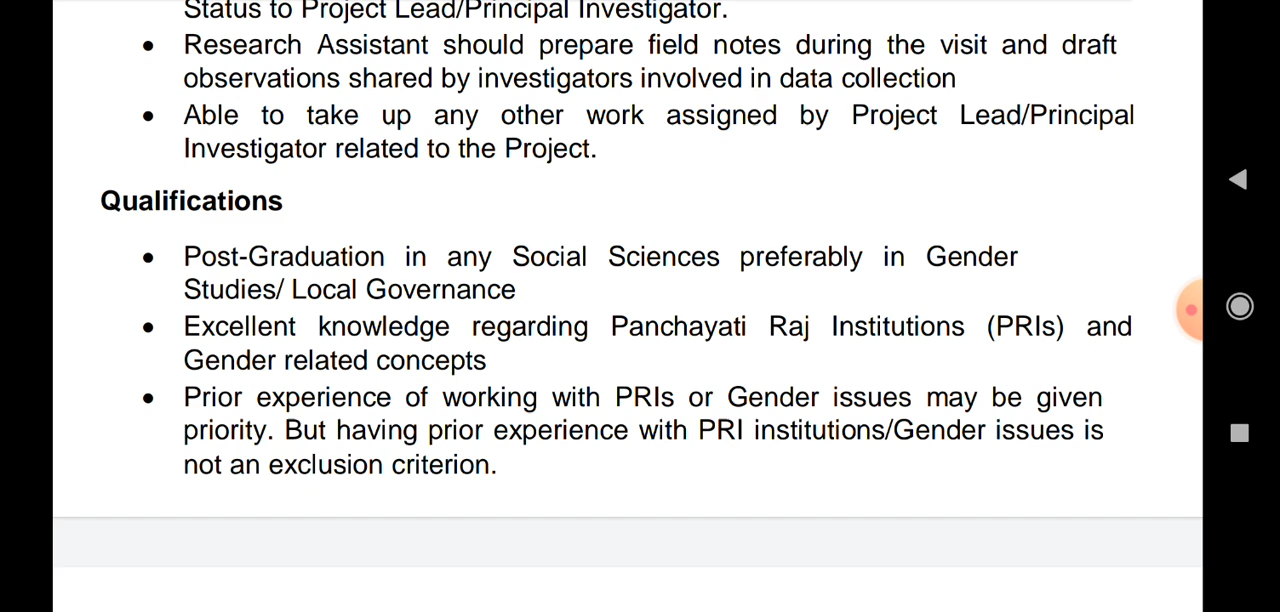 Status to Project Lead/Principal Investigator.
• Research Assistant should prepare field notes during the visit and draft
observations shared by investigators involved in data collection
• Able to take up any other work assigned by Project Lead/Principal
Investigator related to the Project.
Qualifications
• Post-Graduation in any Social Sciences preferably in Gender
Studies/ Local Governance
• Excellent knowledge regarding Panchayati Raj Institutions (PRIs) and
Gender related concepts
• Prior experience of working with PRIs or Gender issues may be given
priority. But having prior experience with PRI institutions/Gender issues is
not an exclusion criterion.